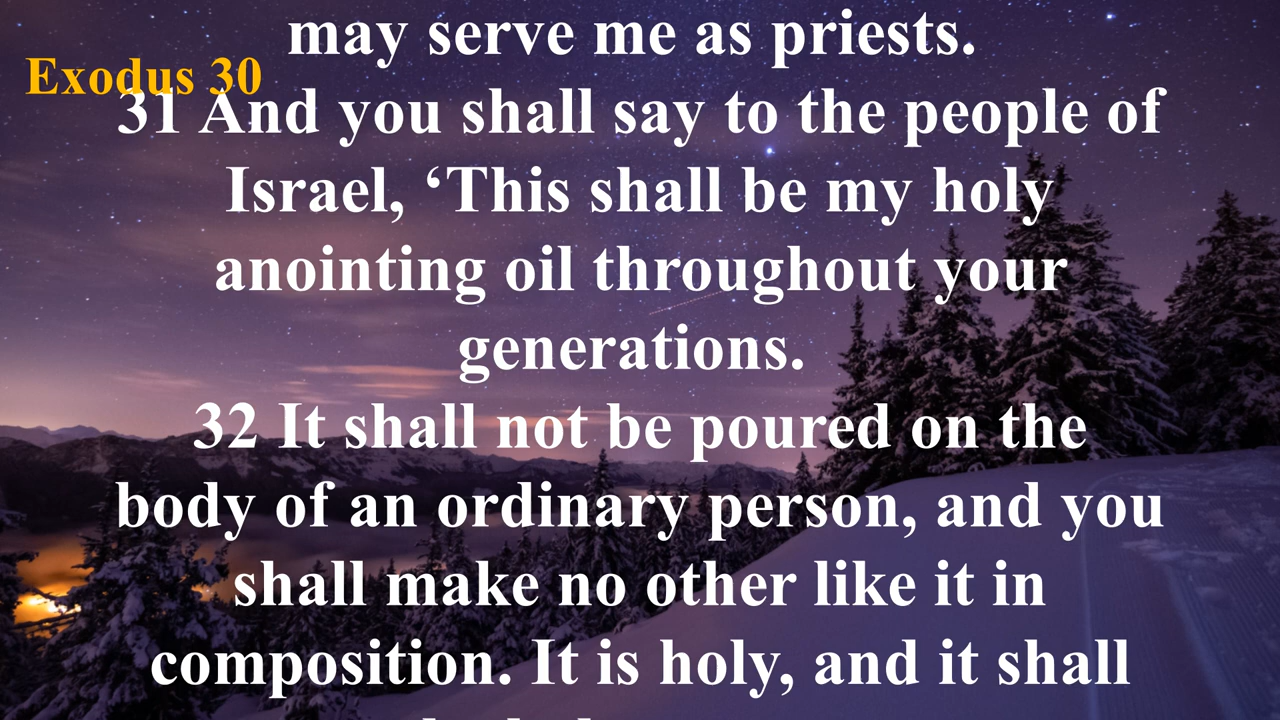 may serve me as priests.
Exodus 30
31 And you shall say to the people of
Israel, ‘This shall be my holy
anointing oil throughout your
generations.
32 It shall not be poured on the
body of an ordinary person, and you
shall make no other like it in
composition. It is holy, and it shall